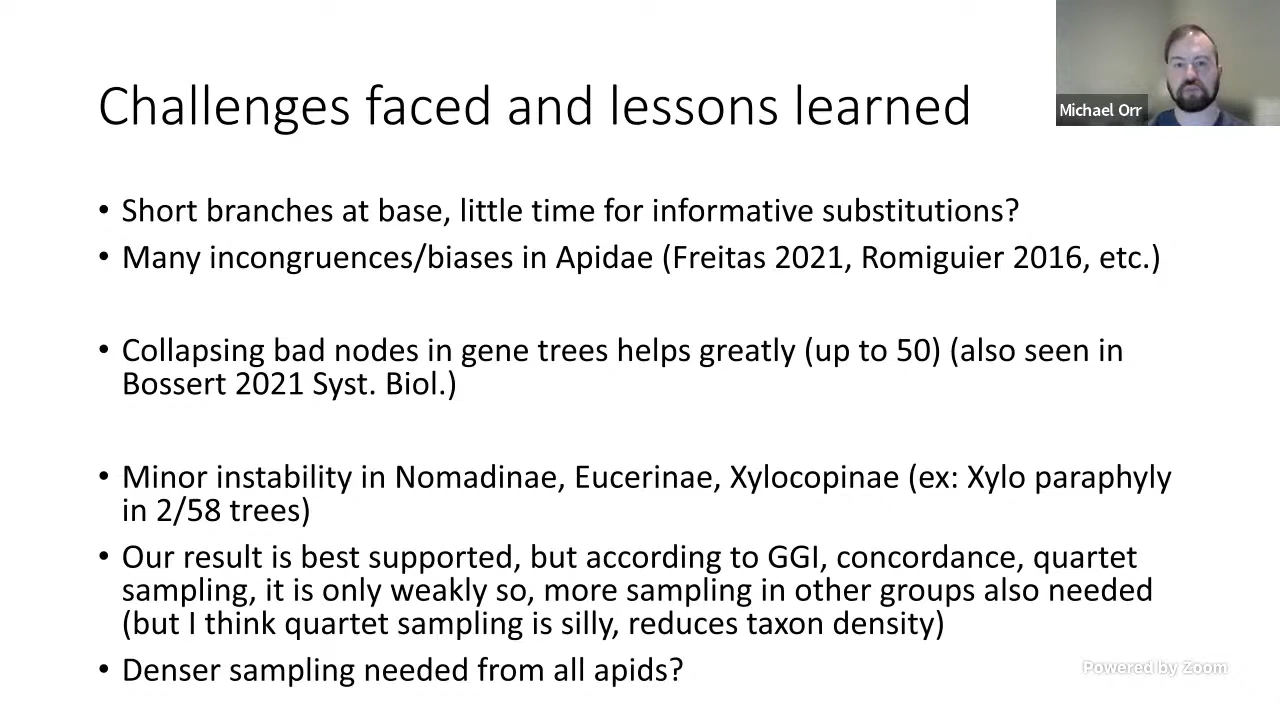 Challenges faced and lessons learned
Michael Orr
• Short branches at base, little time for informative substitutions?
• Many incongruences/biases in Apidae (Freitas 2021, Romiguier 2016, etc.)
• Collapsing bad nodes in gene trees helps greatly (up to 50) (also seen in
Bossert 2021 Syst. Biol.)
• Minor instability in Nomadinae, Eucerinae, Xylocopinae (ex: Xylo paraphyly
in 2/58 trees)
• Our result is best supported, but according to GGI, concordance, quartet
sampling, it is only weakly so, more sampling in other groups also needed
(but I think quartet sampling is silly, reduces taxon density)
• Denser sampling needed from all apids?
Powered by Zoom